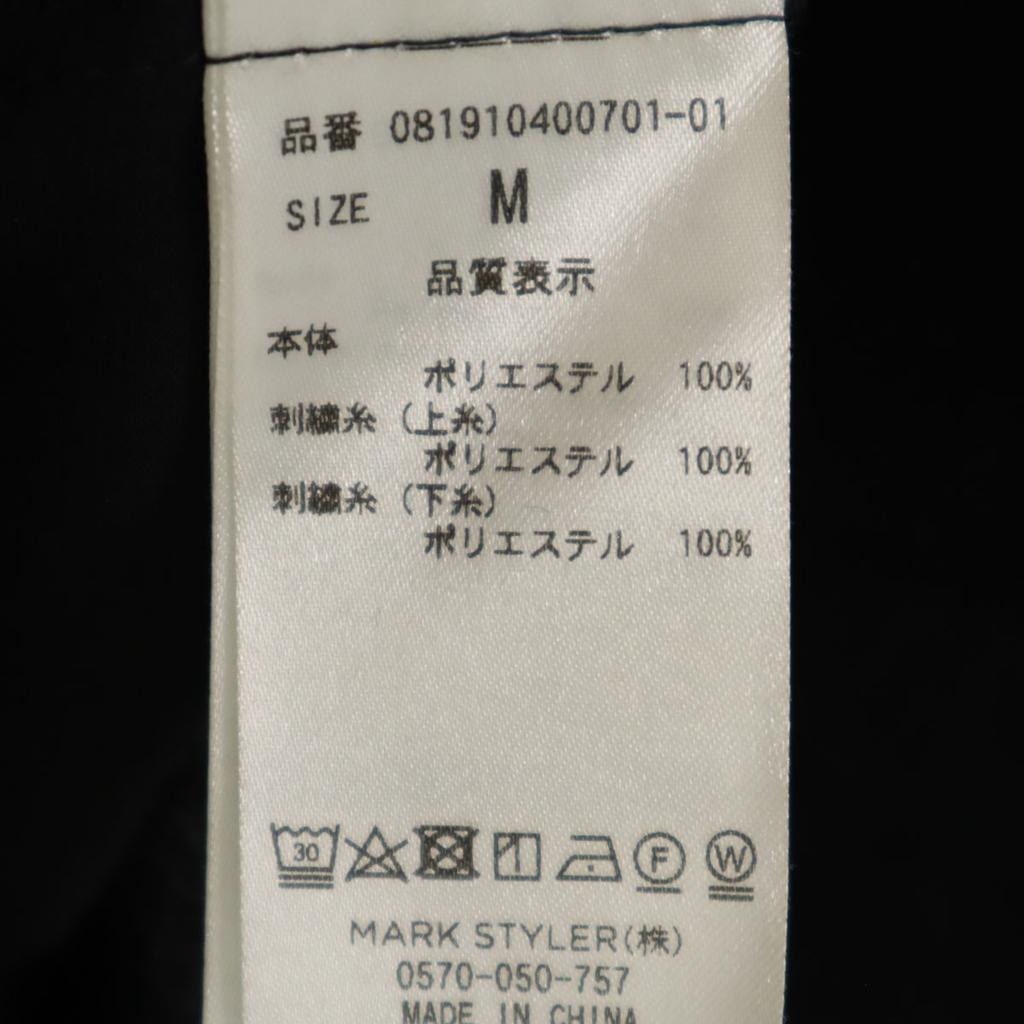 品番 081910400701-01
SIZE M
品質表示
本体
ポリエステル 100%
刺繍糸 (上糸)
ポリエステル 100%
刺繍糸 (下糸)
ポリエステル 100%
30 F W
MARK STYLER(株)
0570-050-757
MADE IN CHINA